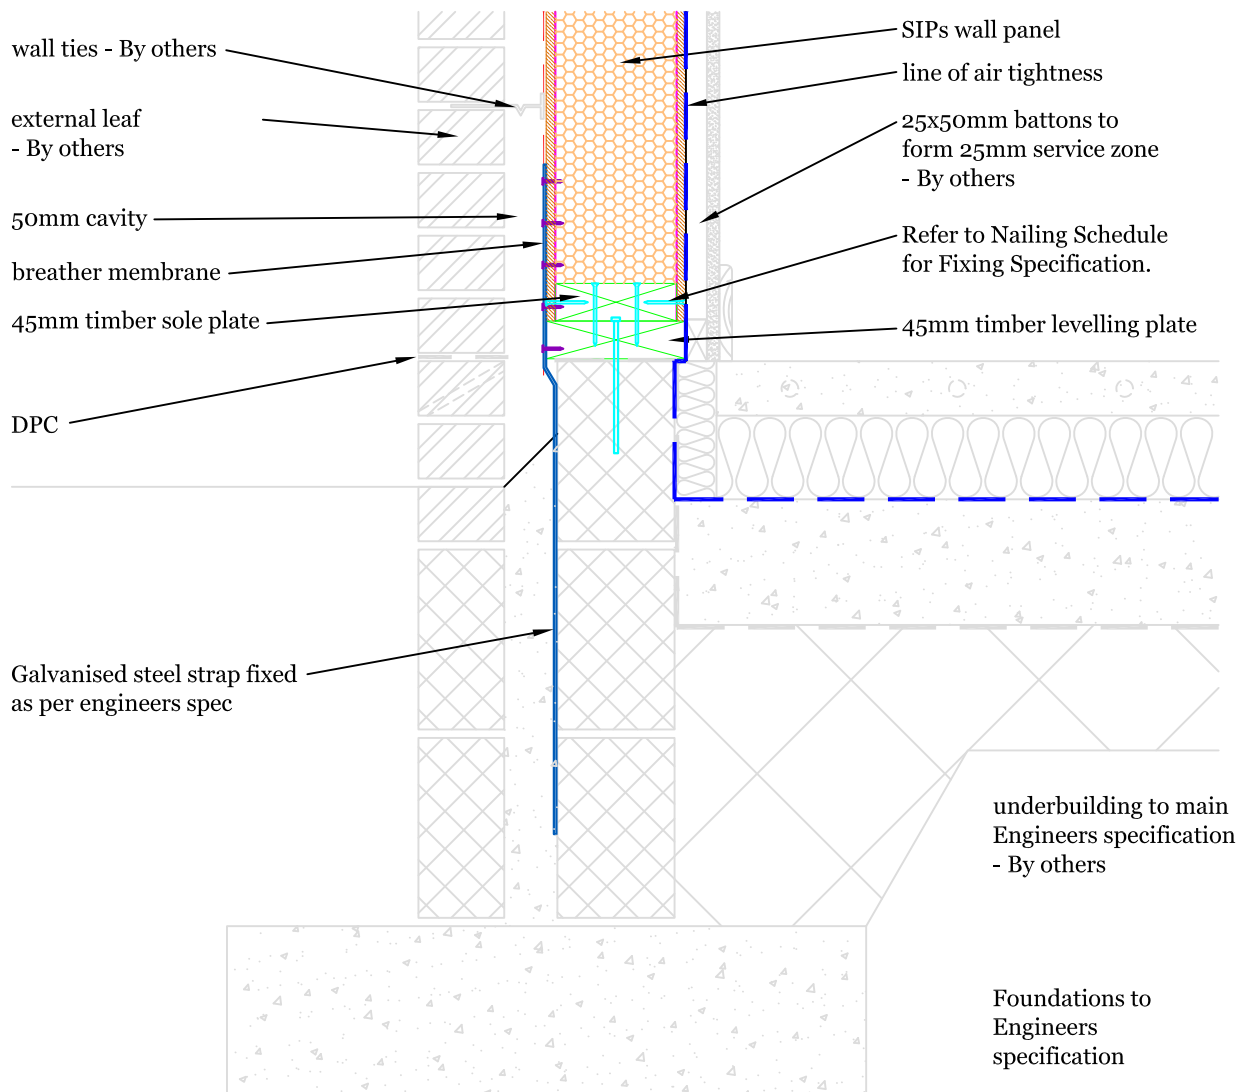 wall ties - By others
external leaf
- By others
50mm cavity
breather membrane
45mm timber sole plate
DPC
Galvanised steel strap fixed
as per engineers spec
SIPs wall panel
line of air tightness
25x50mm battons to
form 25mm service zone
- By others
Refer to Nailing Schedule
for Fixing Specification.
45mm timber levelling plate
underbuilding to main
Engineers specification
- By others
Foundations to
Engineers
specification